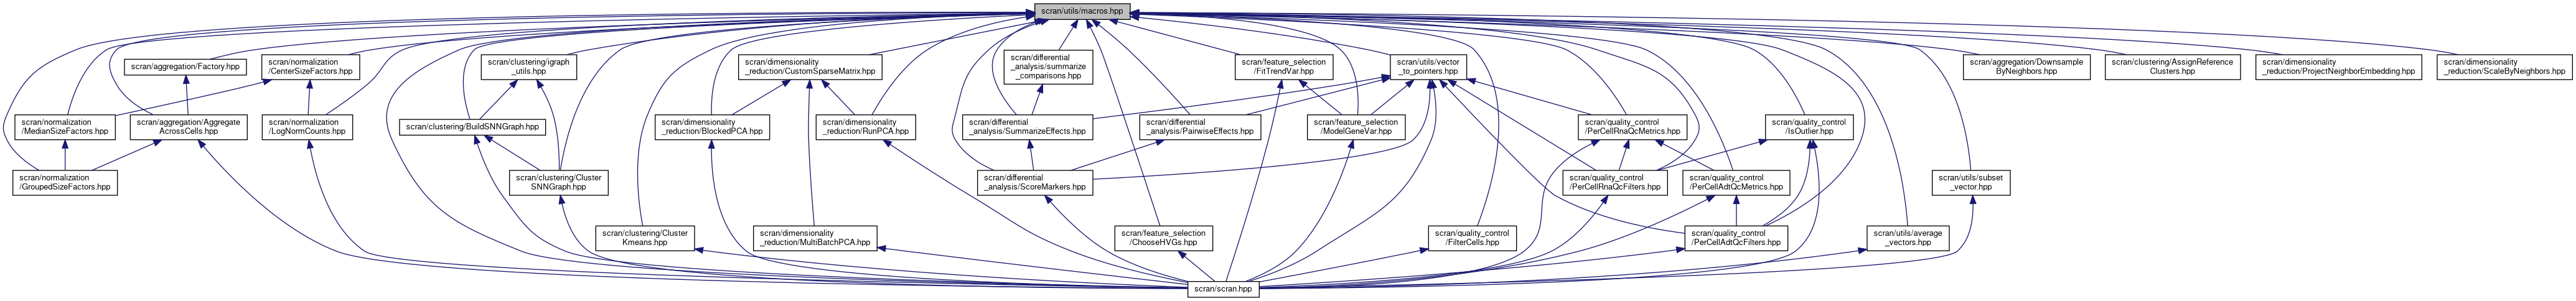 scran/utils/macros.hpp
scran/aggregation/Factory.hpp
scran/normalization
/CenterSizeFactors.hpp
scran/clustering/igraph
_utils.hpp
scran/dimensionality
_reduction/CustomSparseMatrix.hpp
scran/differential
_analysis/summarize
_comparisons.hpp
scran/feature_selection
/FitTrendVar.hpp
scran/utils/vector
_to_pointers.hpp
scran/aggregation/Downsample
ByNeighbors.hpp
scran/clustering/AssignReference
Clusters.hpp
scran/dimensionality
_reduction/ProjectNeighborEmbedding.hpp
scran/dimensionality
_reduction/ScaleByNeighbors.hpp
scran/normalization
/MedianSizeFactors.hpp
scran/aggregation/Aggregate
AcrossCells.hpp
scran/normalization
/LogNormCounts.hpp
scran/clustering/BuildSNNGraph.hpp
scran/dimensionality
_reduction/BlockedPCA.hpp
scran/dimensionality
_reduction/RunPCA.hpp
scran/differential
_analysis/SummarizeEffects.hpp
scran/differential
_analysis/PairwiseEffects.hpp
scran/feature_selection
/ModelGeneVar.hpp
scran/quality_control
/PerCellRnaQcMetrics.hpp
scran/quality_control
/IsOutlier.hpp
scran/normalization
/GroupedSizeFactors.hpp
scran/clustering/Cluster
SNNGraph.hpp
scran/differential
_analysis/ScoreMarkers.hpp
scran/quality_control
/PerCellRnaQcFilters.hpp
scran/quality_control
/PerCellAdtQcMetrics.hpp
scran/utils/subset
_vector.hpp
scran/clustering/Cluster
Kmeans.hpp
scran/dimensionality
_reduction/MultiBatchPCA.hpp
scran/feature_selection
/ChooseHVGs.hpp
scran/quality_control
/FilterCells.hpp
scran/quality_control
/PerCellAdtQcFilters.hpp
scran/utils/average
_vectors.hpp
scran/scran.hpp